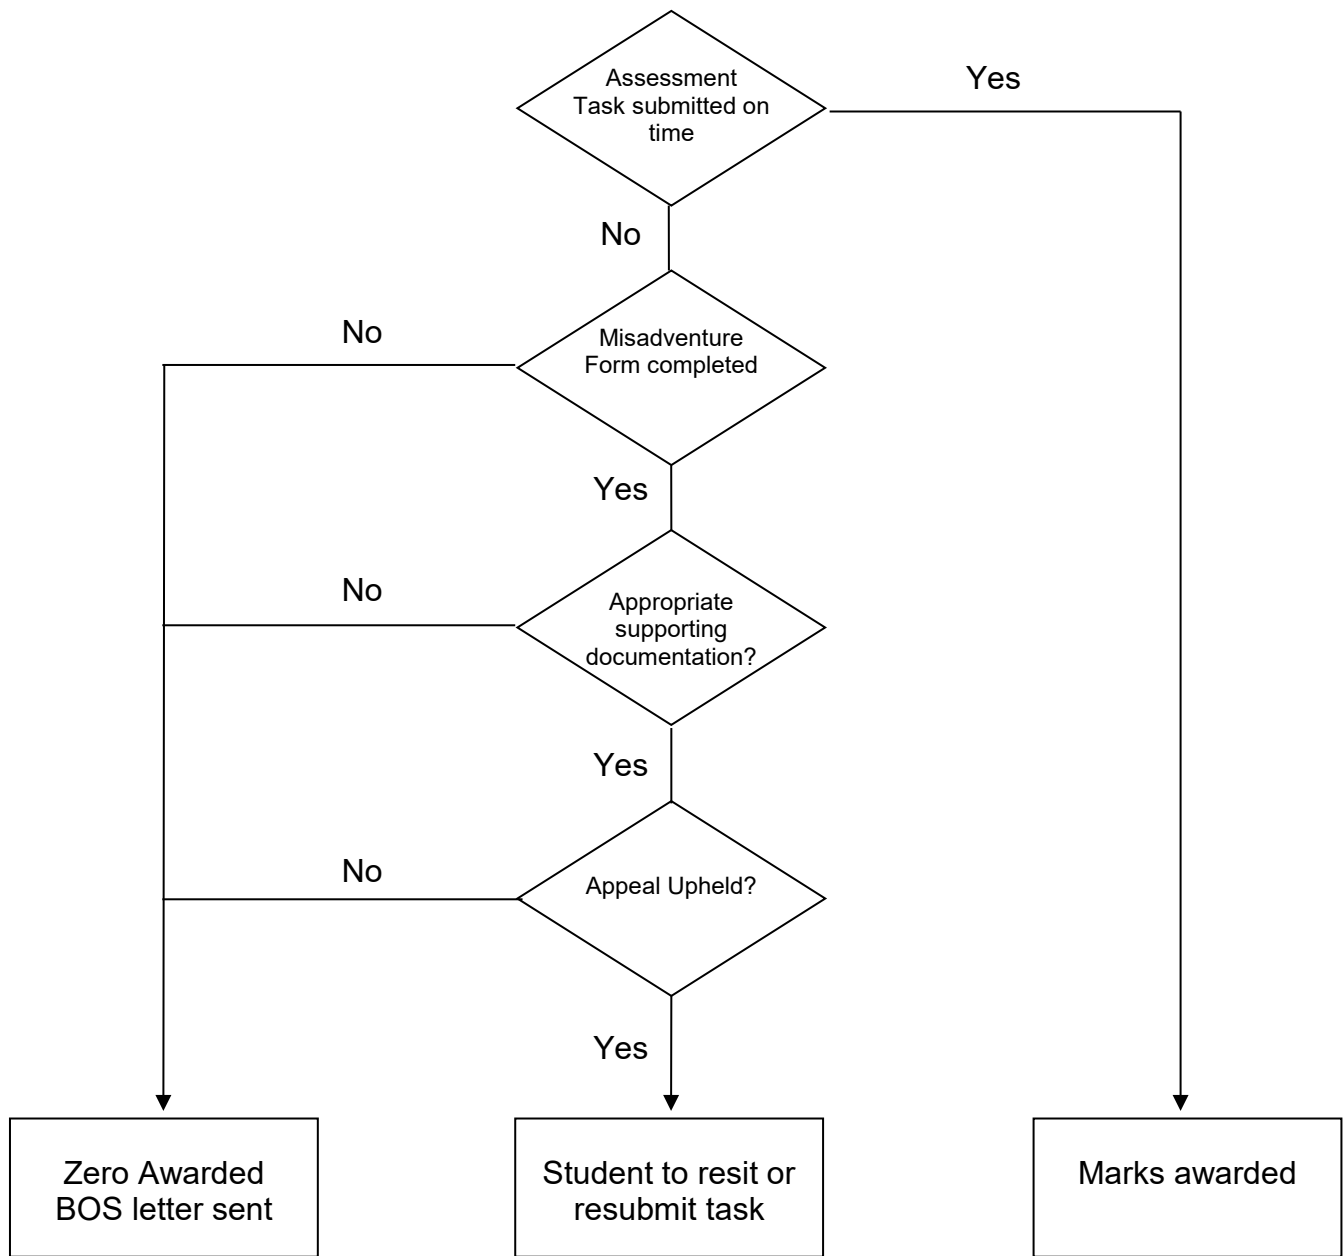 Assessment
Task submitted on
time
Yes
No
Misadventure
Form completed
No
Yes
Appropriate
supporting
documentation?
No
Yes
Appeal Upheld?
No
Yes
Zero Awarded
BOS letter sent
Student to resit or
resubmit task
Marks awarded